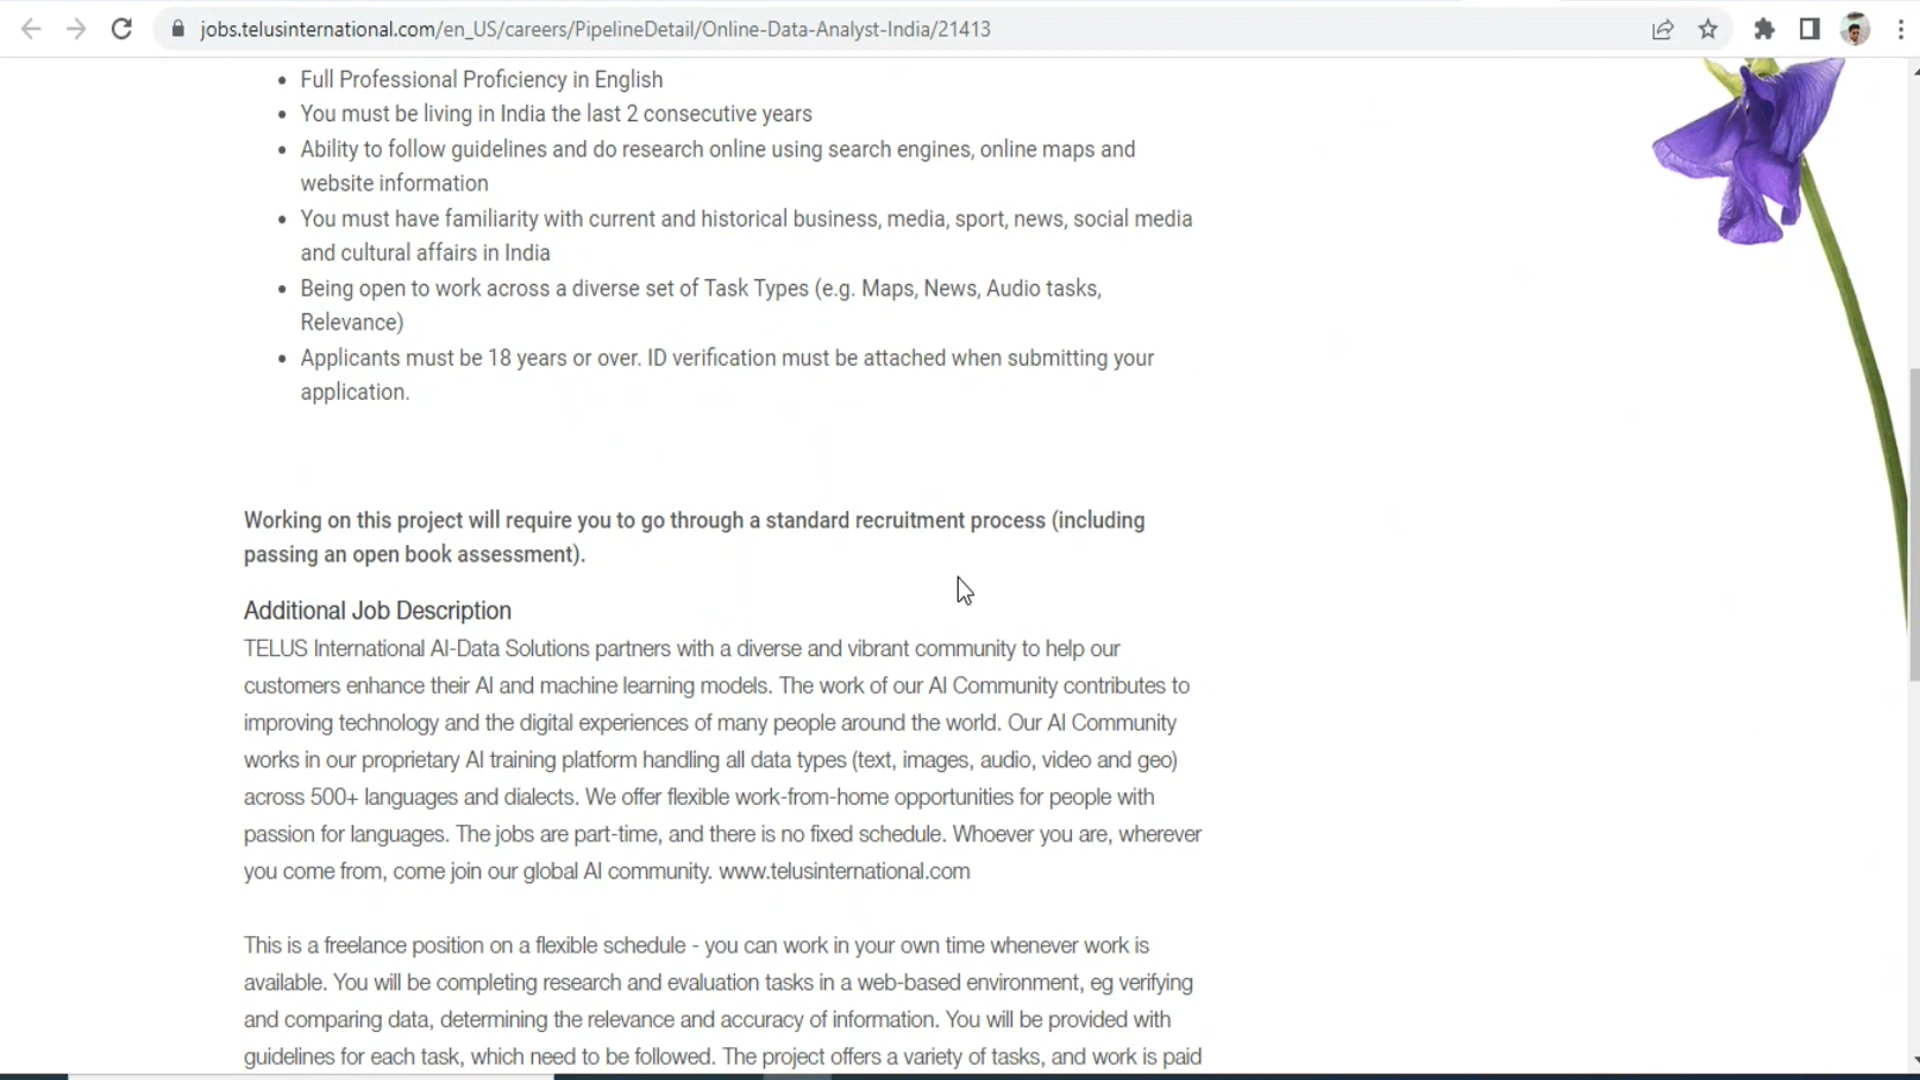 jobs.telusinternational.com/en_US/careers/PipelineDetail/Online-Data-Analyst-India/21413
• Full Professional Proficiency in English
• You must be living in India the last 2 consecutive years
• Ability to follow guidelines and do research online using search engines, online maps and
website information
• You must have familiarity with current and historical business, media, sport, news, social media
and cultural affairs in India
• Being open to work across a diverse set of Task Types (e.g. Maps, News, Audio tasks,
Relevance)
• Applicants must be 18 years or over. ID verification must be attached when submitting your
application.
Working on this project will require you to go through a standard recruitment process (including
passing an open book assessment).
Additional Job Description
TELUS International AI-Data Solutions partners with a diverse and vibrant community to help our
customers enhance their AI and machine learning models. The work of our AI Community contributes to
improving technology and the digital experiences of many people around the world. Our AI Community
works in our proprietary AI training platform handling all data types (text, images, audio, video and geo)
across 500+ languages and dialects. We offer flexible work-from-home opportunities for people with
passion for languages. The jobs are part-time, and there is no fixed schedule. Whoever you are, wherever
you come from, come join our global AI community. www.telusinternational.com
This is a freelance position on a flexible schedule - you can work in your own time whenever work is
available. You will be completing research and evaluation tasks in a web-based environment, eg verifying
and comparing data, determining the relevance and accuracy of information. You will be provided with
guidelines for each task, which need to be followed. The project offers a variety of tasks, and work is paid